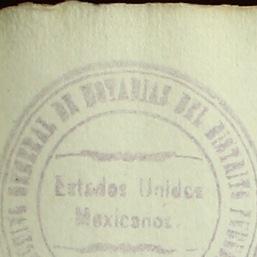 GENERAL DE NOTARIAS DEL DISTRITO
Estados Unidos
Mexicanos.